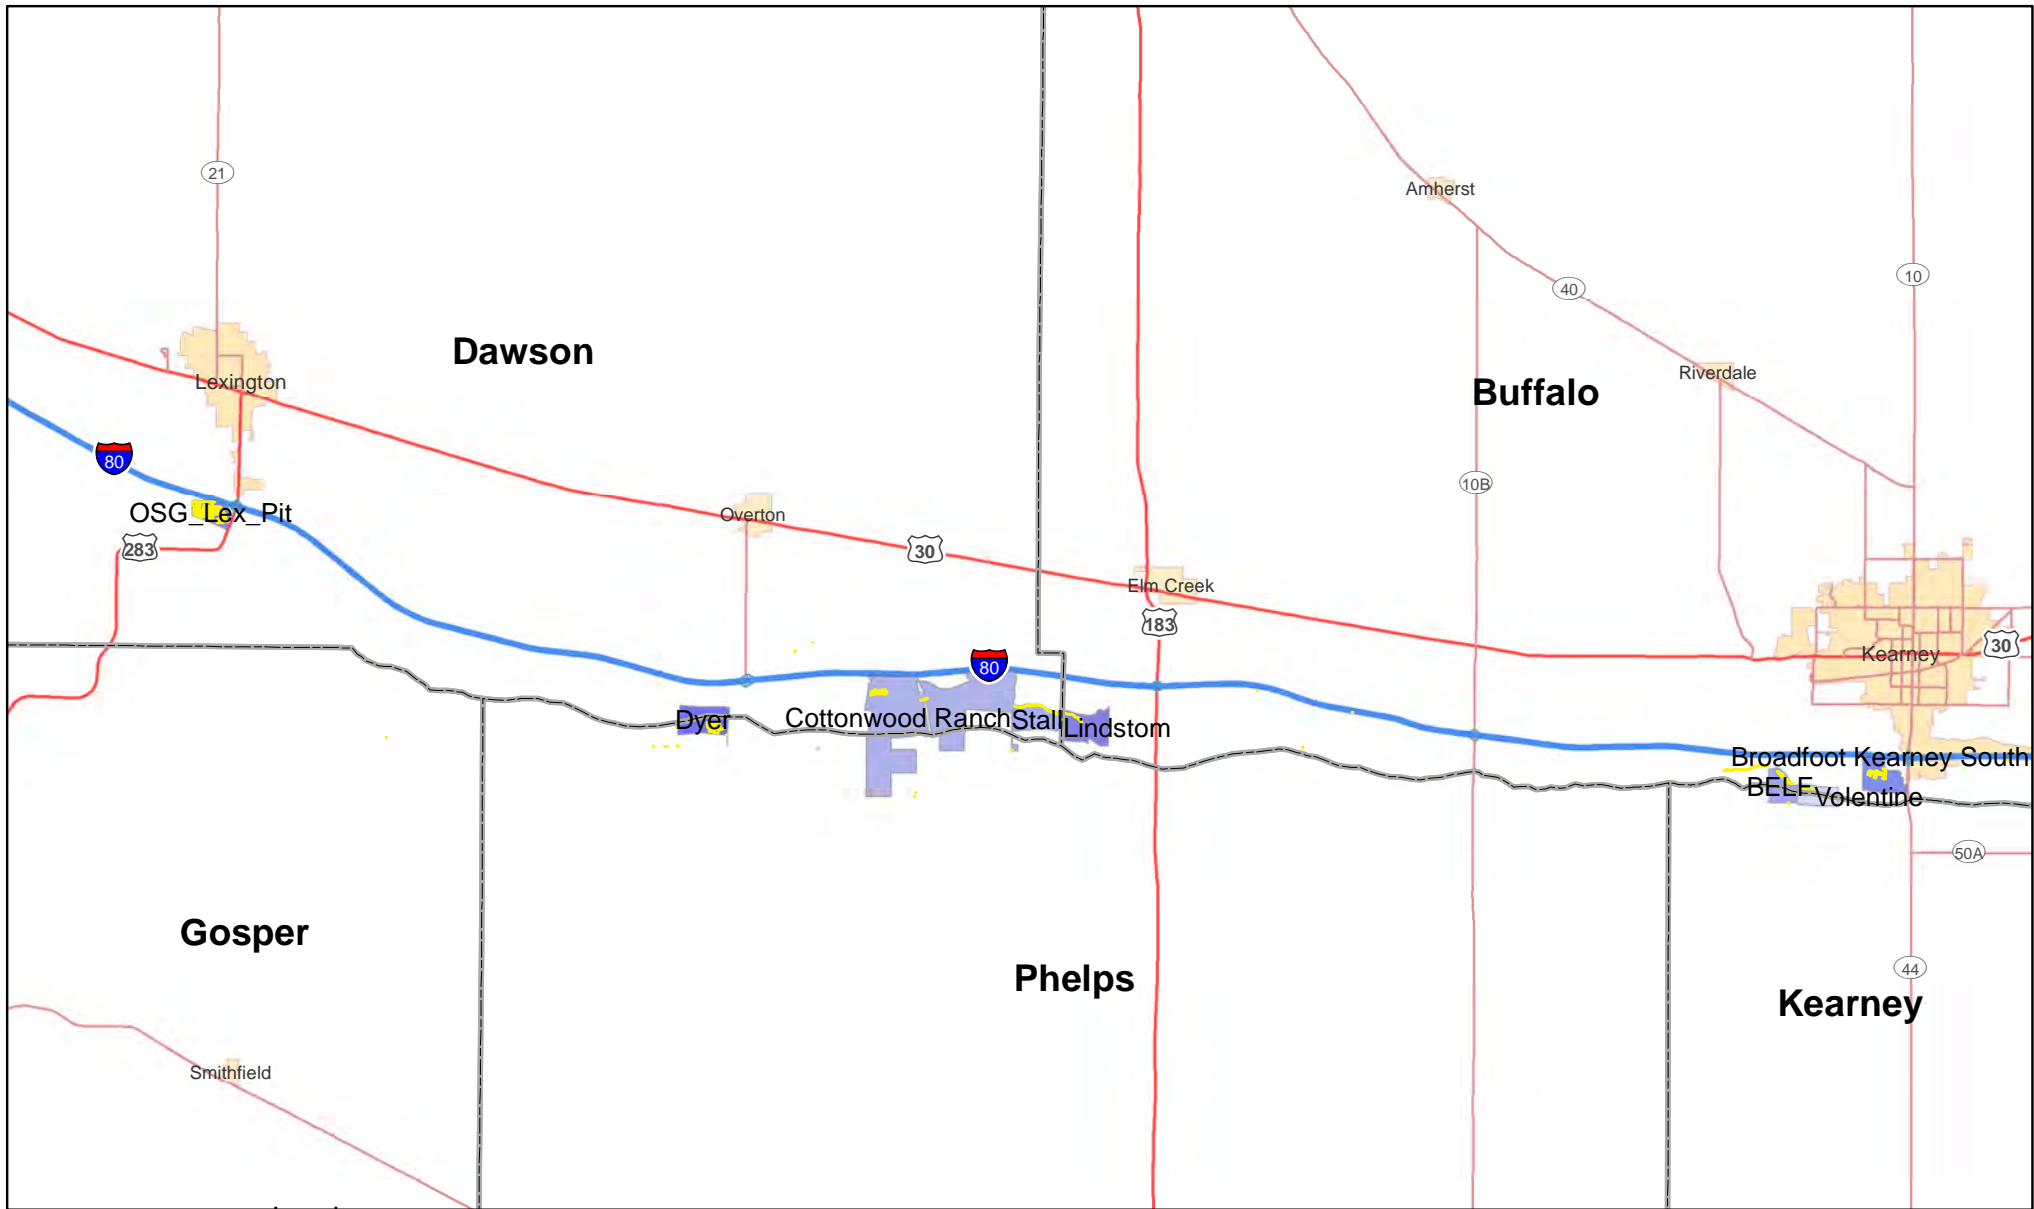 21
Amherst
10
40
Dawson
Riverdale
Lexington
Buffalo
80
10B
OSG_Lex_Pit
Overton
283
30
Elm Creek
183
30
Kearney
80
Dyer
Cottonwood Ranch
Stall
Lindstom
Broadfoot Kearney South
BELF
Volentine
50A
Gosper
44
Phelps
Kearney
Smithfield